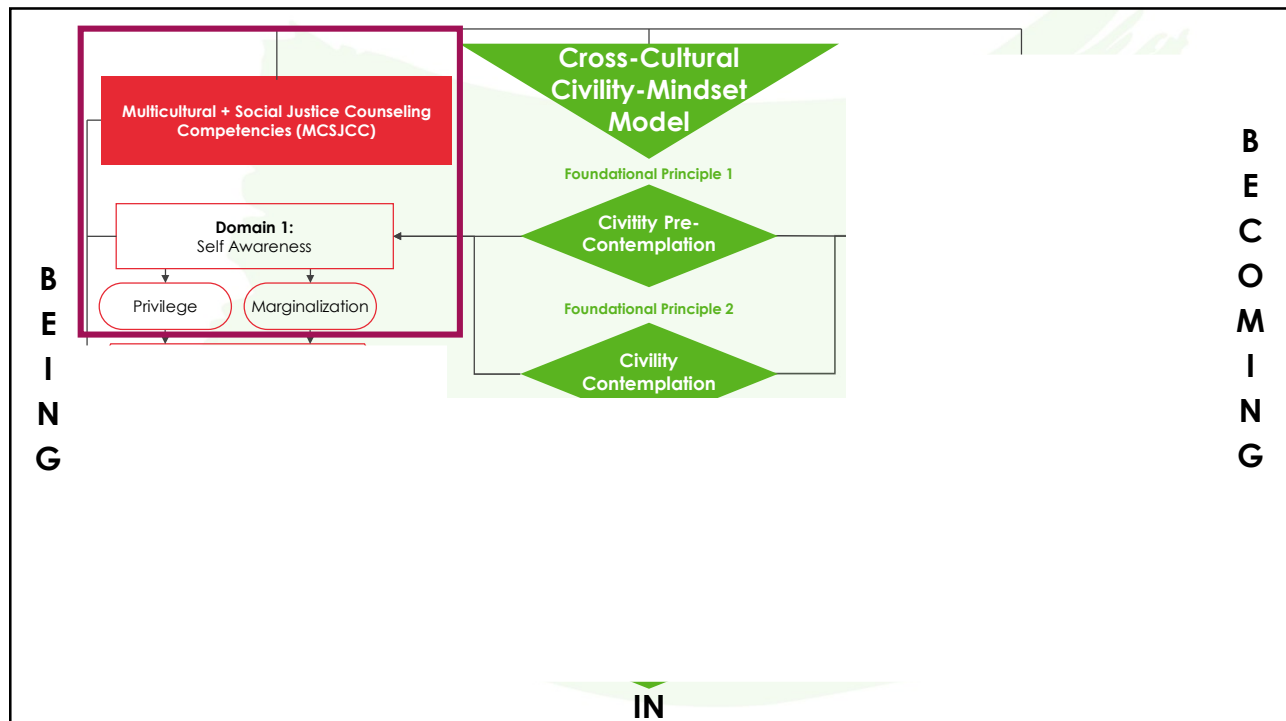 Cross-Cultural
Civility-Mindset
Model
Multicultural + Social Justice Counseling
Competencies (MCSJCC)
Foundational Principle 1
Domain 1:
Self Awareness
Civitity Pre-
Contemplation
Privilege
Marginalization
Foundational Principle 2
Civility
Contemplation
B
E
I
N
G
B
E
C
O
M
I
N
G
IN